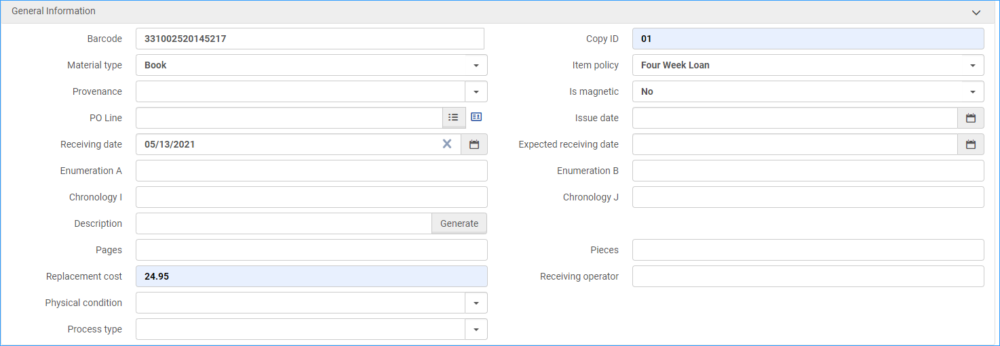 General Information
Barcode 331002520145217 Copy ID 01
Material type Book Item policy Four Week Loan
Provenance Is magnetic No
PO Line Issue date
Receiving date 05/13/2021 Expected receiving date
Enumeration A Enumeration B
Chronology I Chronology J
Description Generate
Pages Pieces
Replacement cost 24.95 Receiving operator
Physical condition
Process type